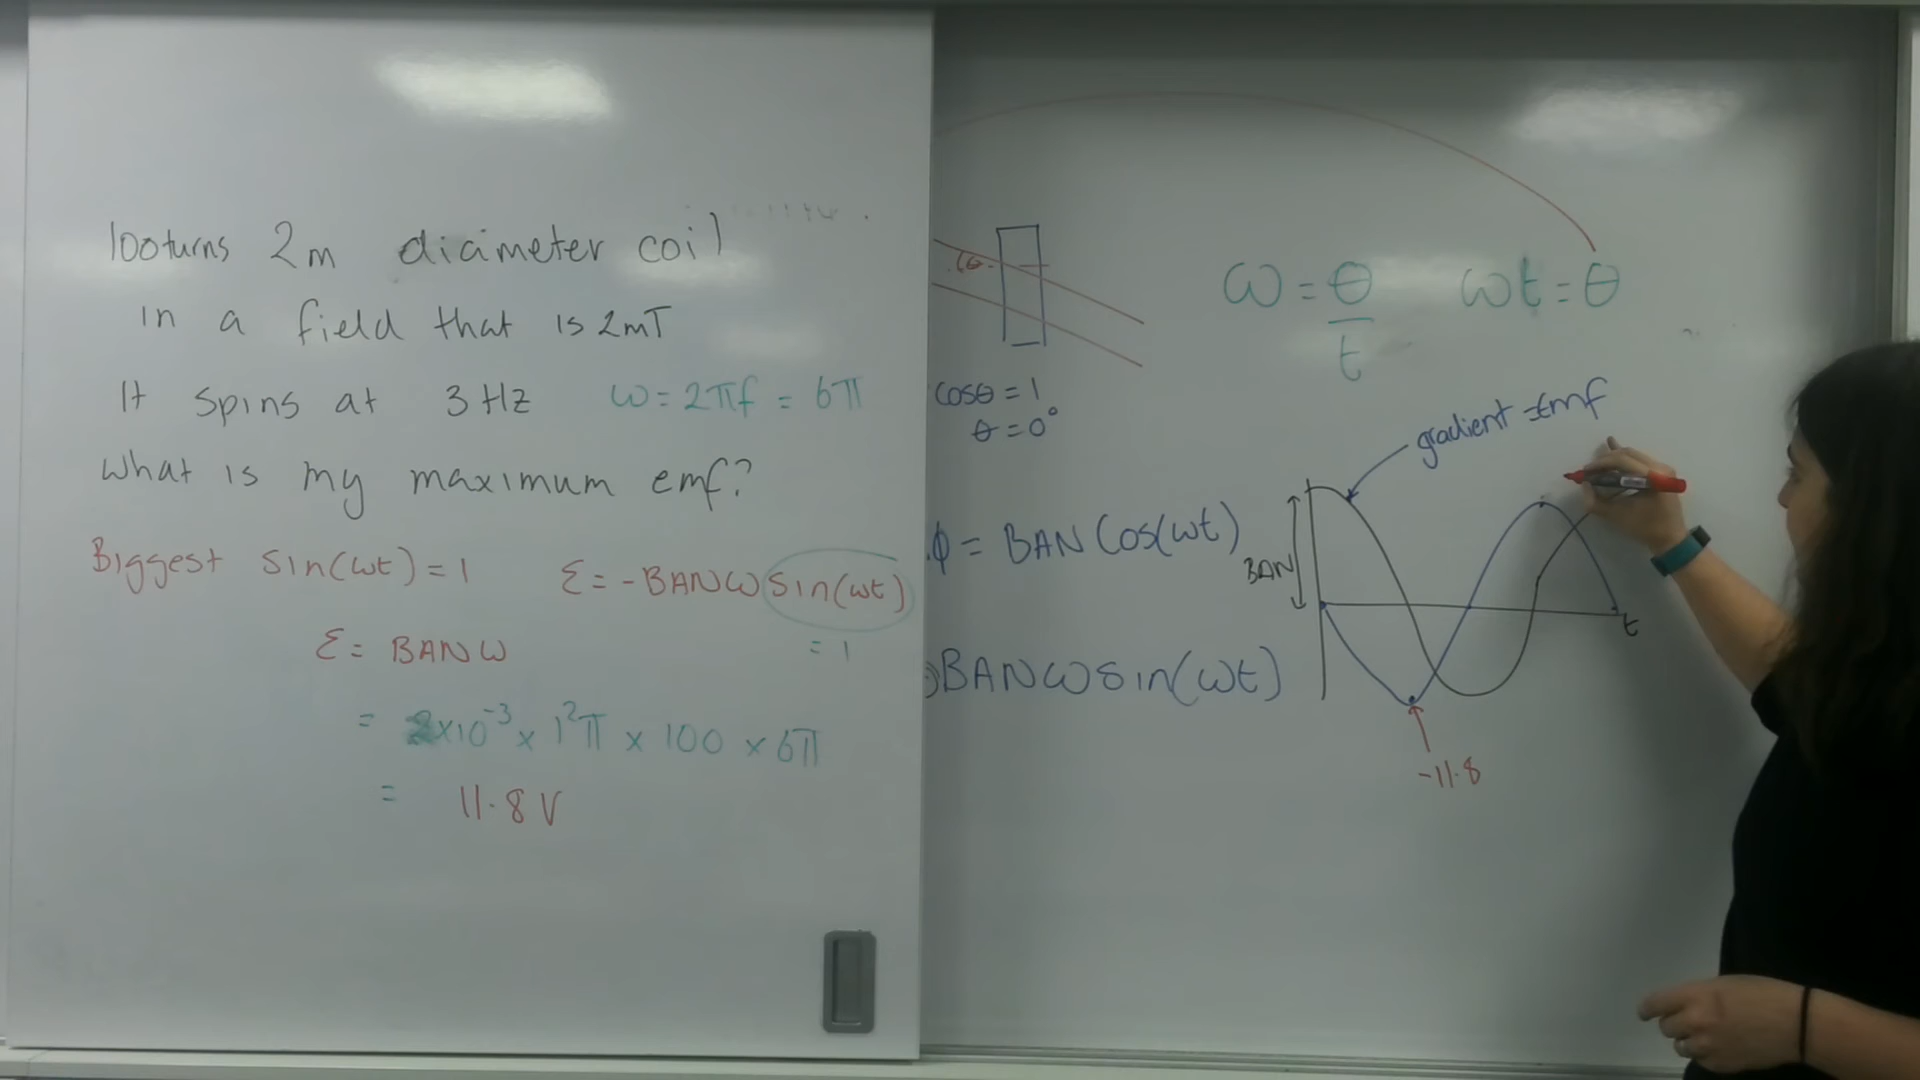 100turns 2m diameter coil
in a field that is 2mT
It spins at 3Hz ω = 2πf = 6π
What is my maximum emf?
Biggest sin(ωt) = 1 ε = -BANω sin(ωt)
= 1
ε = BANω
= 2×10⁻³ × 1²π × 100 × 6π
= 11.8 V
θ
cosθ = 1
θ = 0°
ω = θ/t ωt = θ
gradient = emf
ϕ = BAN Cos(ωt)
BAN
t
BANω sin(ωt)
-11.8